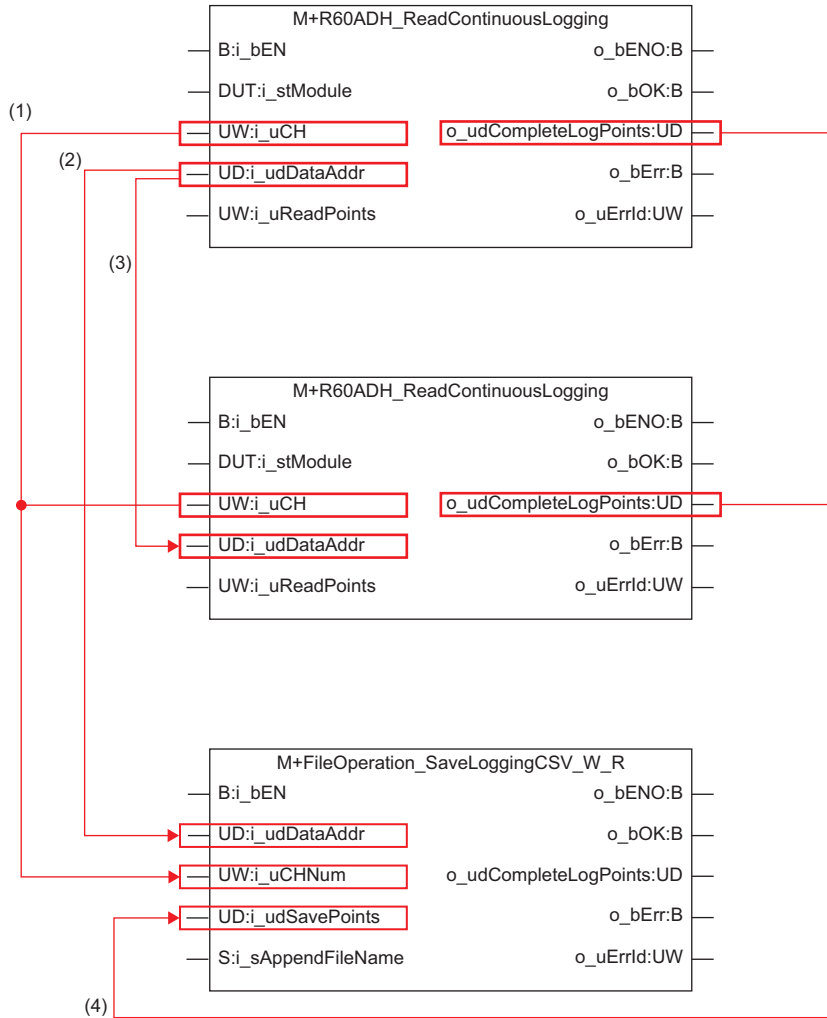 M+R60ADH_ReadContinuousLogging
B:i_bEN o_bENO:B
DUT:i_stModule o_bOK:B
(1)
UW:i_uCH o_udCompleteLogPoints:UD
(2)
UD:i_udDataAddr o_bErr:B
UW:i_uReadPoints o_uErrId:UW
(3)
M+R60ADH_ReadContinuousLogging
B:i_bEN o_bENO:B
DUT:i_stModule o_bOK:B
UW:i_uCH o_udCompleteLogPoints:UD
UD:i_udDataAddr o_bErr:B
UW:i_uReadPoints o_uErrId:UW
M+FileOperation_SaveLoggingCSV_W_R
B:i_bEN o_bENO:B
UD:i_udDataAddr o_bOK:B
UW:i_uCHNum o_udCompleteLogPoints:UD
UD:i_udSavePoints o_bErr:B
S:i_sAppendFileName o_uErrId:UW
(4)